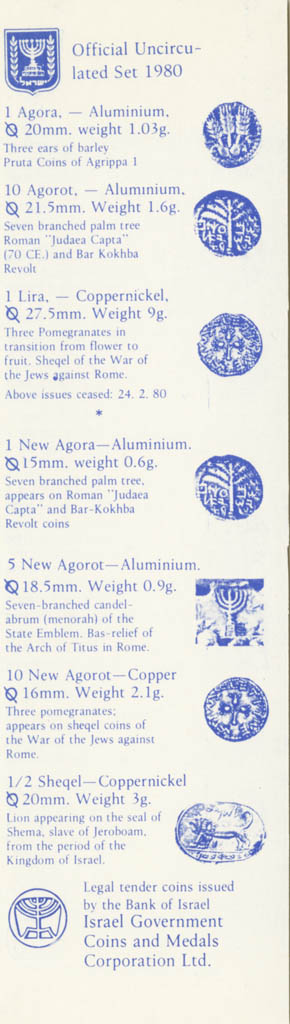 Official Uncircu-
lated Set 1980
1 Agora, — Aluminium,
Ø 20mm. weight 1.03g.
Three ears of barley
Pruta Coins of Agrippa 1
10 Agorot, — Aluminium,
Ø 21.5mm. Weight 1.6g.
Seven branched palm tree
Roman "Judaea Capta"
(70 CE.) and Bar Kokhba
Revolt
1 Lira, — Coppernickel,
Ø 27.5mm. Weight 9g.
Three Pomegranates in
transition from flower to
fruit. Sheqel of the War of
the Jews against Rome.
Above issues ceased: 24. 2. 80
*
1 New Agora—Aluminium.
Ø 15mm. weight 0.6g.
Seven branched palm tree,
appears on Roman "Judaea
Capta" and Bar-Kokhba
Revolt coins
5 New Agorot—Aluminium.
Ø 18.5mm. Weight 0.9g.
Seven-branched candel-
abrum (menorah) of the
State Emblem. Bas-relief of
the Arch of Titus in Rome.
10 New Agorot—Copper
Ø 16mm. Weight 2.1g.
Three pomegranates;
appears on sheqel coins of
the War of the Jews against
Rome.
1/2 Sheqel—Coppernickel
Ø 20mm. Weight 3g.
Lion appearing on the seal of
Shema, slave of Jeroboam,
from the period of the
Kingdom of Israel.
Legal tender coins issued
by the Bank of Israel
Israel Government
Coins and Medals
Corporation Ltd.